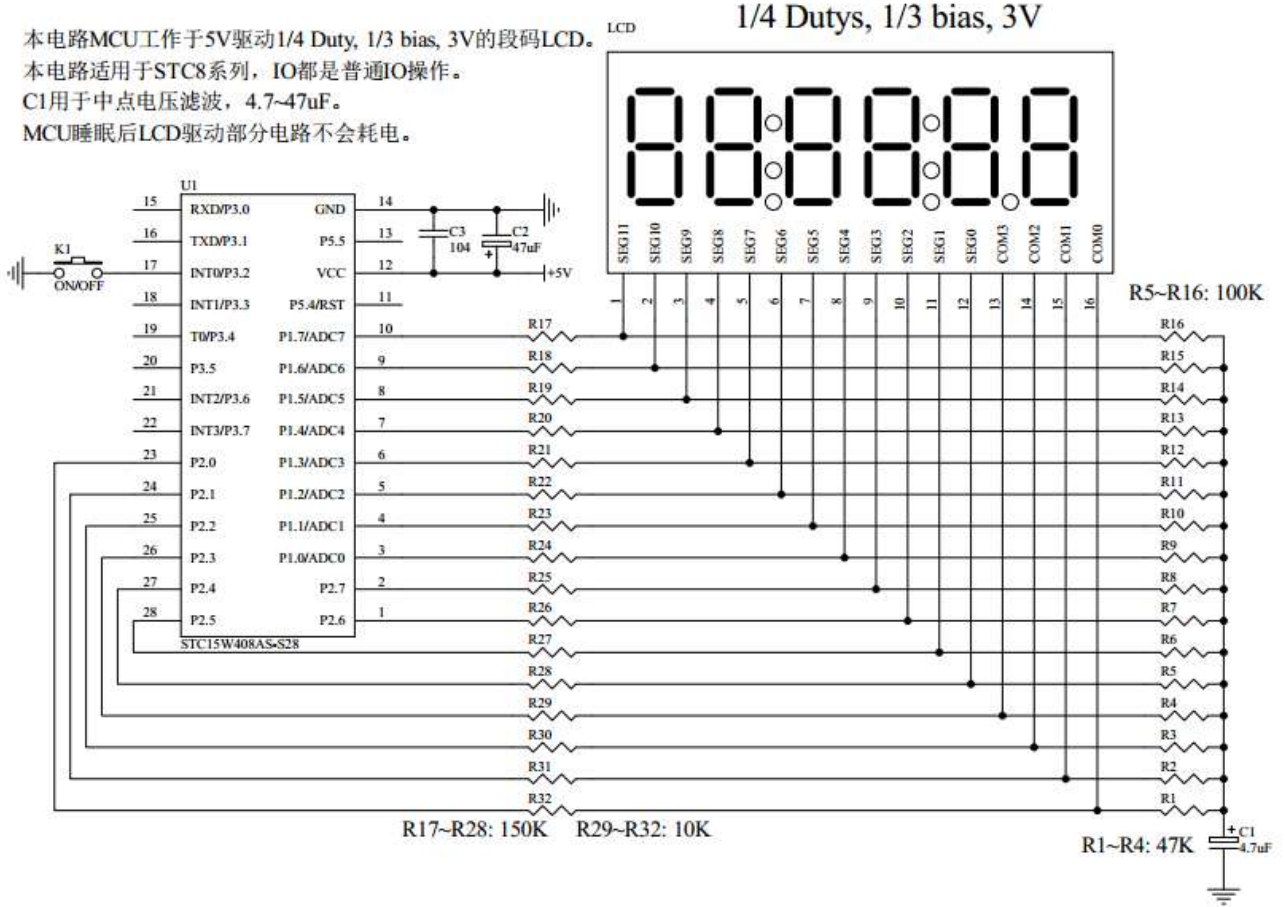 1/4 Dutys, 1/3 bias, 3V
本电路MCU工作于5V驱动1/4 Duty, 1/3 bias, 3V的段码LCD。
本电路适用于STC8系列，IO都是普通IO操作。
C1用于中点电压滤波，4.7~47uF。
MCU睡眠后LCD驱动部分电路不会耗电。
LCD
SEG11 SEG10 SEG9 SEG8 SEG7 SEG6 SEG5 SEG4 SEG3 SEG2 SEG1 SEG0 COM3 COM2 COM1 COM0
1 2 3 4 5 6 7 8 9 10 11 12 13 14 15 16
U1
15 RXD/P3.0 GND 14
16 TXD/P3.1 P5.5 13
17 INT0/P3.2 VCC 12
18 INT1/P3.3 P5.4/RST 11
19 T0/P3.4 P1.7/ADC7 10
20 P3.5 P1.6/ADC6 9
21 INT2/P3.6 P1.5/ADC5 8
22 INT3/P3.7 P1.4/ADC4 7
23 P2.0 P1.3/ADC3 6
24 P2.1 P1.2/ADC2 5
25 P2.2 P1.1/ADC1 4
26 P2.3 P1.0/ADC0 3
27 P2.4 P2.7 2
28 P2.5 P2.6 1
STC15W408AS-S28
K1
ON/OFF
C3
104
C2
47uF
+
+5V
R5~R16: 100K
R17 R16
R18 R15
R19 R14
R20 R13
R21 R12
R22 R11
R23 R10
R24 R9
R25 R8
R26 R7
R27 R6
R28 R5
R29 R4
R30 R3
R31 R2
R32 R1
R17~R28: 150K R29~R32: 10K
R1~R4: 47K
+ C1
4.7uF